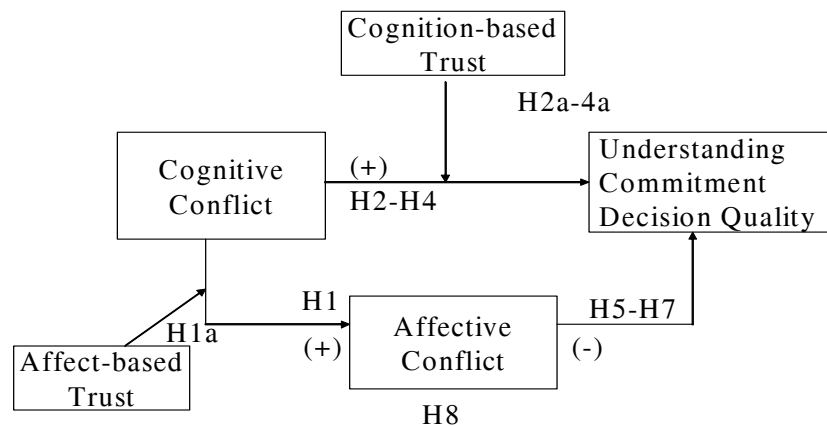 Cognition-based
Trust
H2a-4a
Cognitive
Conflict
(+)
H2-H4
Understanding
Commitment
Decision Quality
H1a
H1
(+)
Affective
Conflict
H5-H7
(-)
Affect-based
Trust
H8